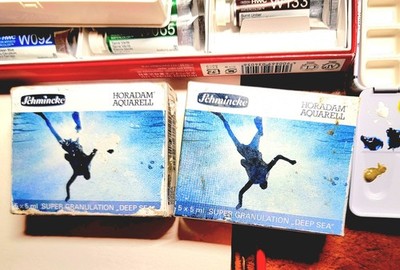 W092
W133
Schmincke
HORADAM
AQUARELL
5 x 5 ml SUPER GRANULATION „DEEP SEA"
Schmincke
HORADAM
AQUARELL
5 x 5 ml SUPER GRANULATION „DEEP SEA"